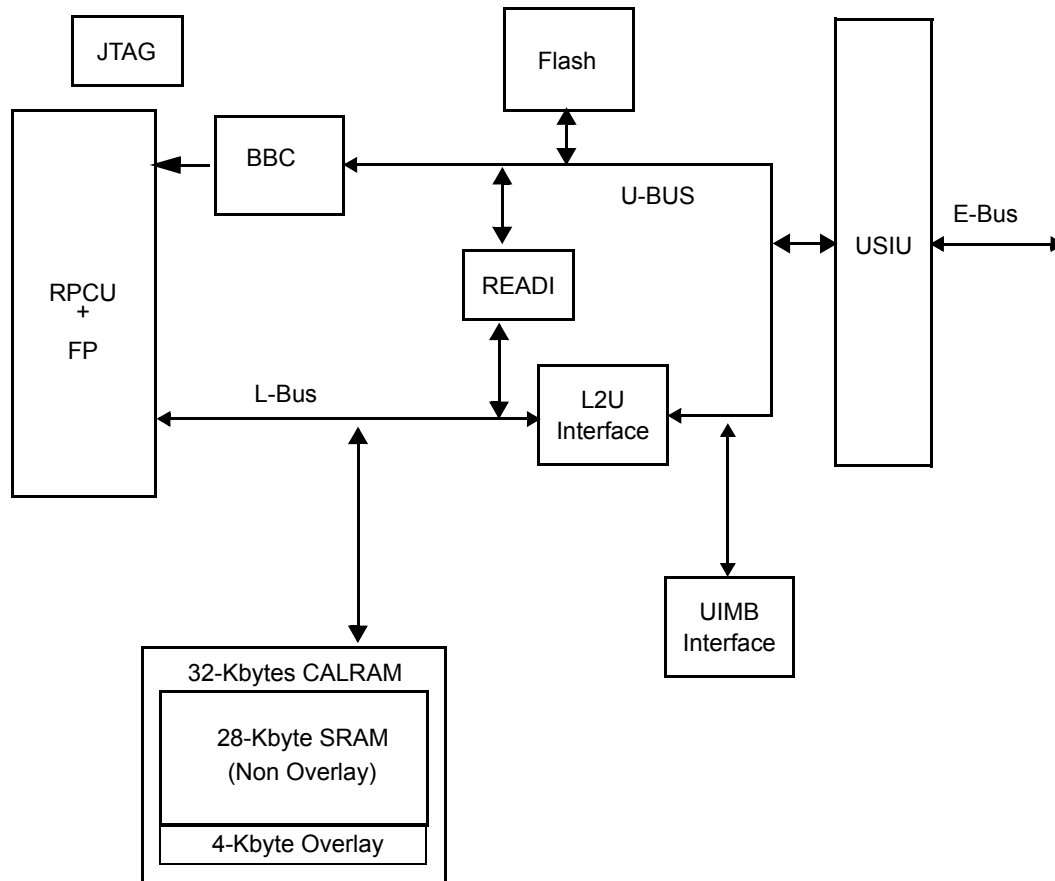 JTAG
Flash
BBC
U-BUS
E-Bus
USIU
READI
RPCU
+
FP
L-Bus
L2U
Interface
UIMB
Interface
32-Kbytes CALRAM
28-Kbyte SRAM
(Non Overlay)
4-Kbyte Overlay